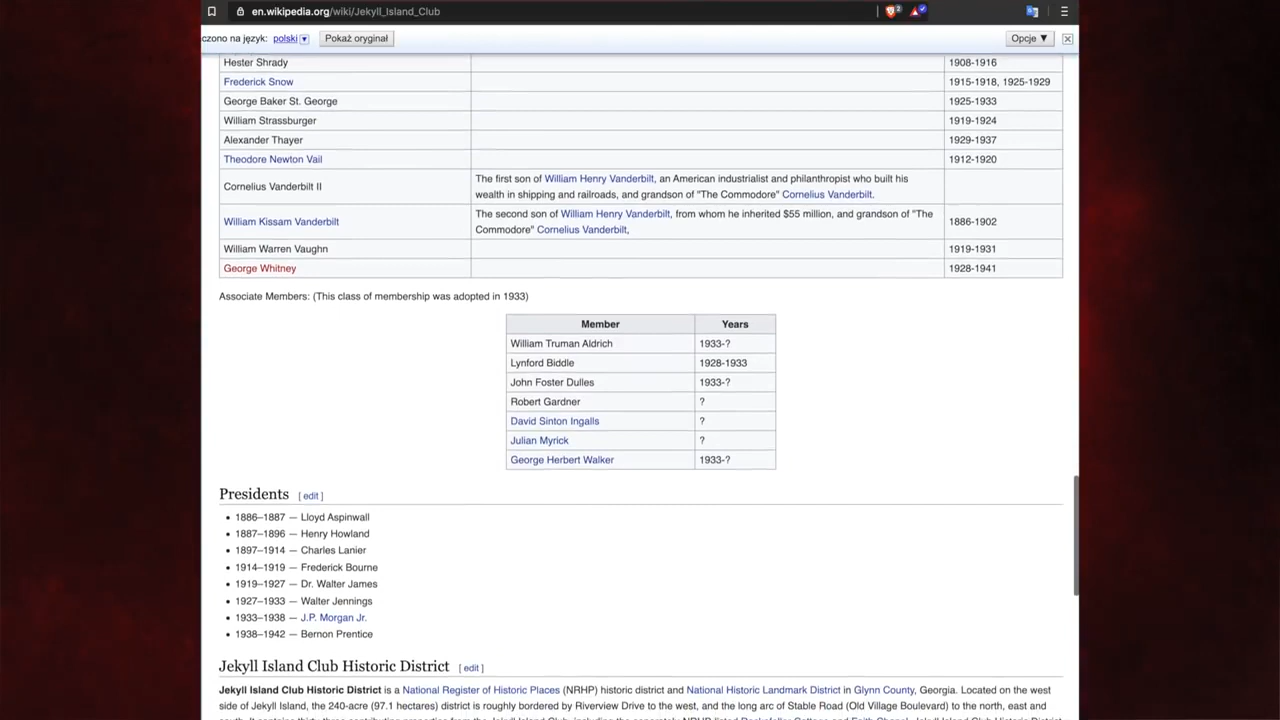 en.wikipedia.org/wiki/Jekyll_Island_Club
2
czono na język: polski ▼ Pokaż oryginał Opcje ▼
Hester Shrady 1908-1916
Frederick Snow 1915-1918, 1925-1929
George Baker St. George 1925-1933
William Strassburger 1919-1924
Alexander Thayer 1929-1937
Theodore Newton Vail 1912-1920
Cornelius Vanderbilt II The first son of William Henry Vanderbilt, an American industrialist and philanthropist who built his
wealth in shipping and railroads, and grandson of "The Commodore" Cornelius Vanderbilt.
William Kissam Vanderbilt The second son of William Henry Vanderbilt, from whom he inherited $55 million, and grandson of "The
Commodore" Cornelius Vanderbilt, 1886-1902
William Warren Vaughn 1919-1931
George Whitney 1928-1941
Associate Members: (This class of membership was adopted in 1933)
Member Years
William Truman Aldrich 1933-?
Lynford Biddle 1928-1933
John Foster Dulles 1933-?
Robert Gardner ?
David Sinton Ingalls ?
Julian Myrick ?
George Herbert Walker 1933-?
Presidents [ edit ]
• 1886–1887 — Lloyd Aspinwall
• 1887–1896 — Henry Howland
• 1897–1914 — Charles Lanier
• 1914–1919 — Frederick Bourne
• 1919–1927 — Dr. Walter James
• 1927–1933 — Walter Jennings
• 1933–1938 — J.P. Morgan Jr.
• 1938–1942 — Bernon Prentice
Jekyll Island Club Historic District [ edit ]
Jekyll Island Club Historic District is a National Register of Historic Places (NRHP) historic district and National Historic Landmark District in Glynn County, Georgia. Located on the west
side of Jekyll Island, the 240-acre (97.1 hectares) district is roughly bordered by Riverview Drive to the west, and the long arc of Stable Road (Old Village Boulevard) to the north, east and